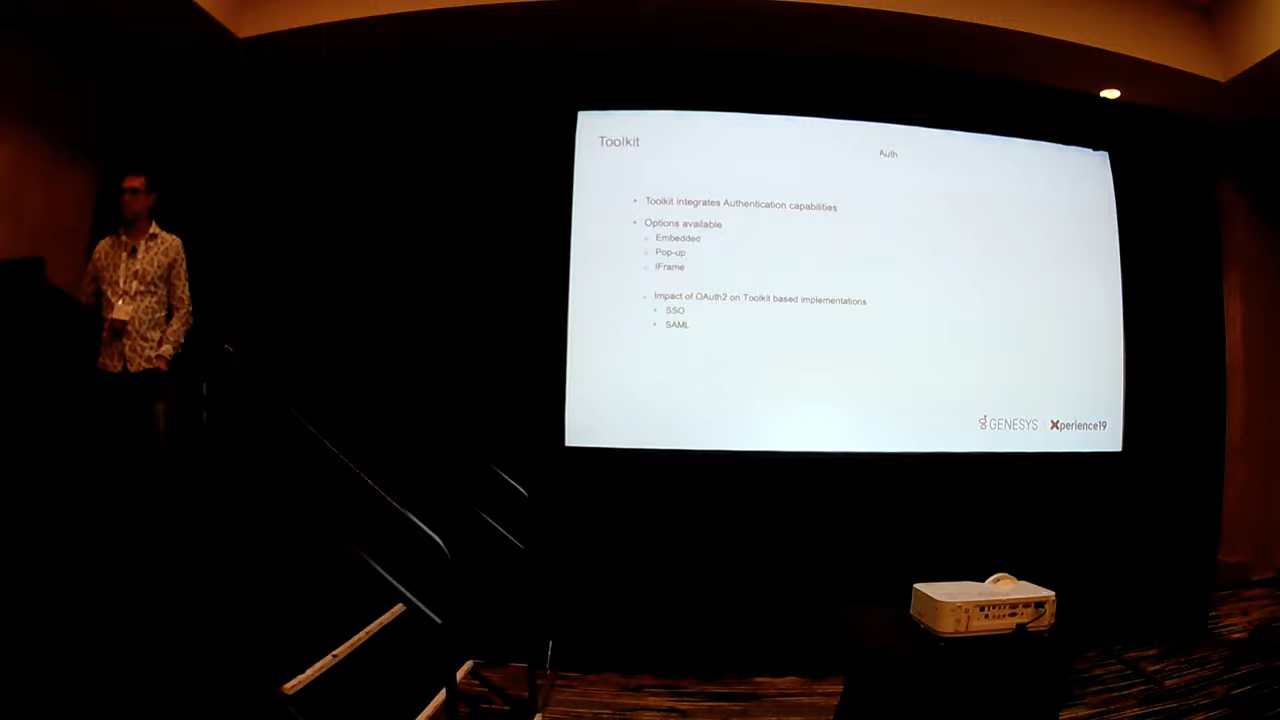 Toolkit
Auth
Toolkit integrates Authentication capabilities
Options available
Embedded
Pop-up
IFrame
Impact of OAuth2 on Toolkit based implementations
SSO
SAML
GENESYS Xperience19